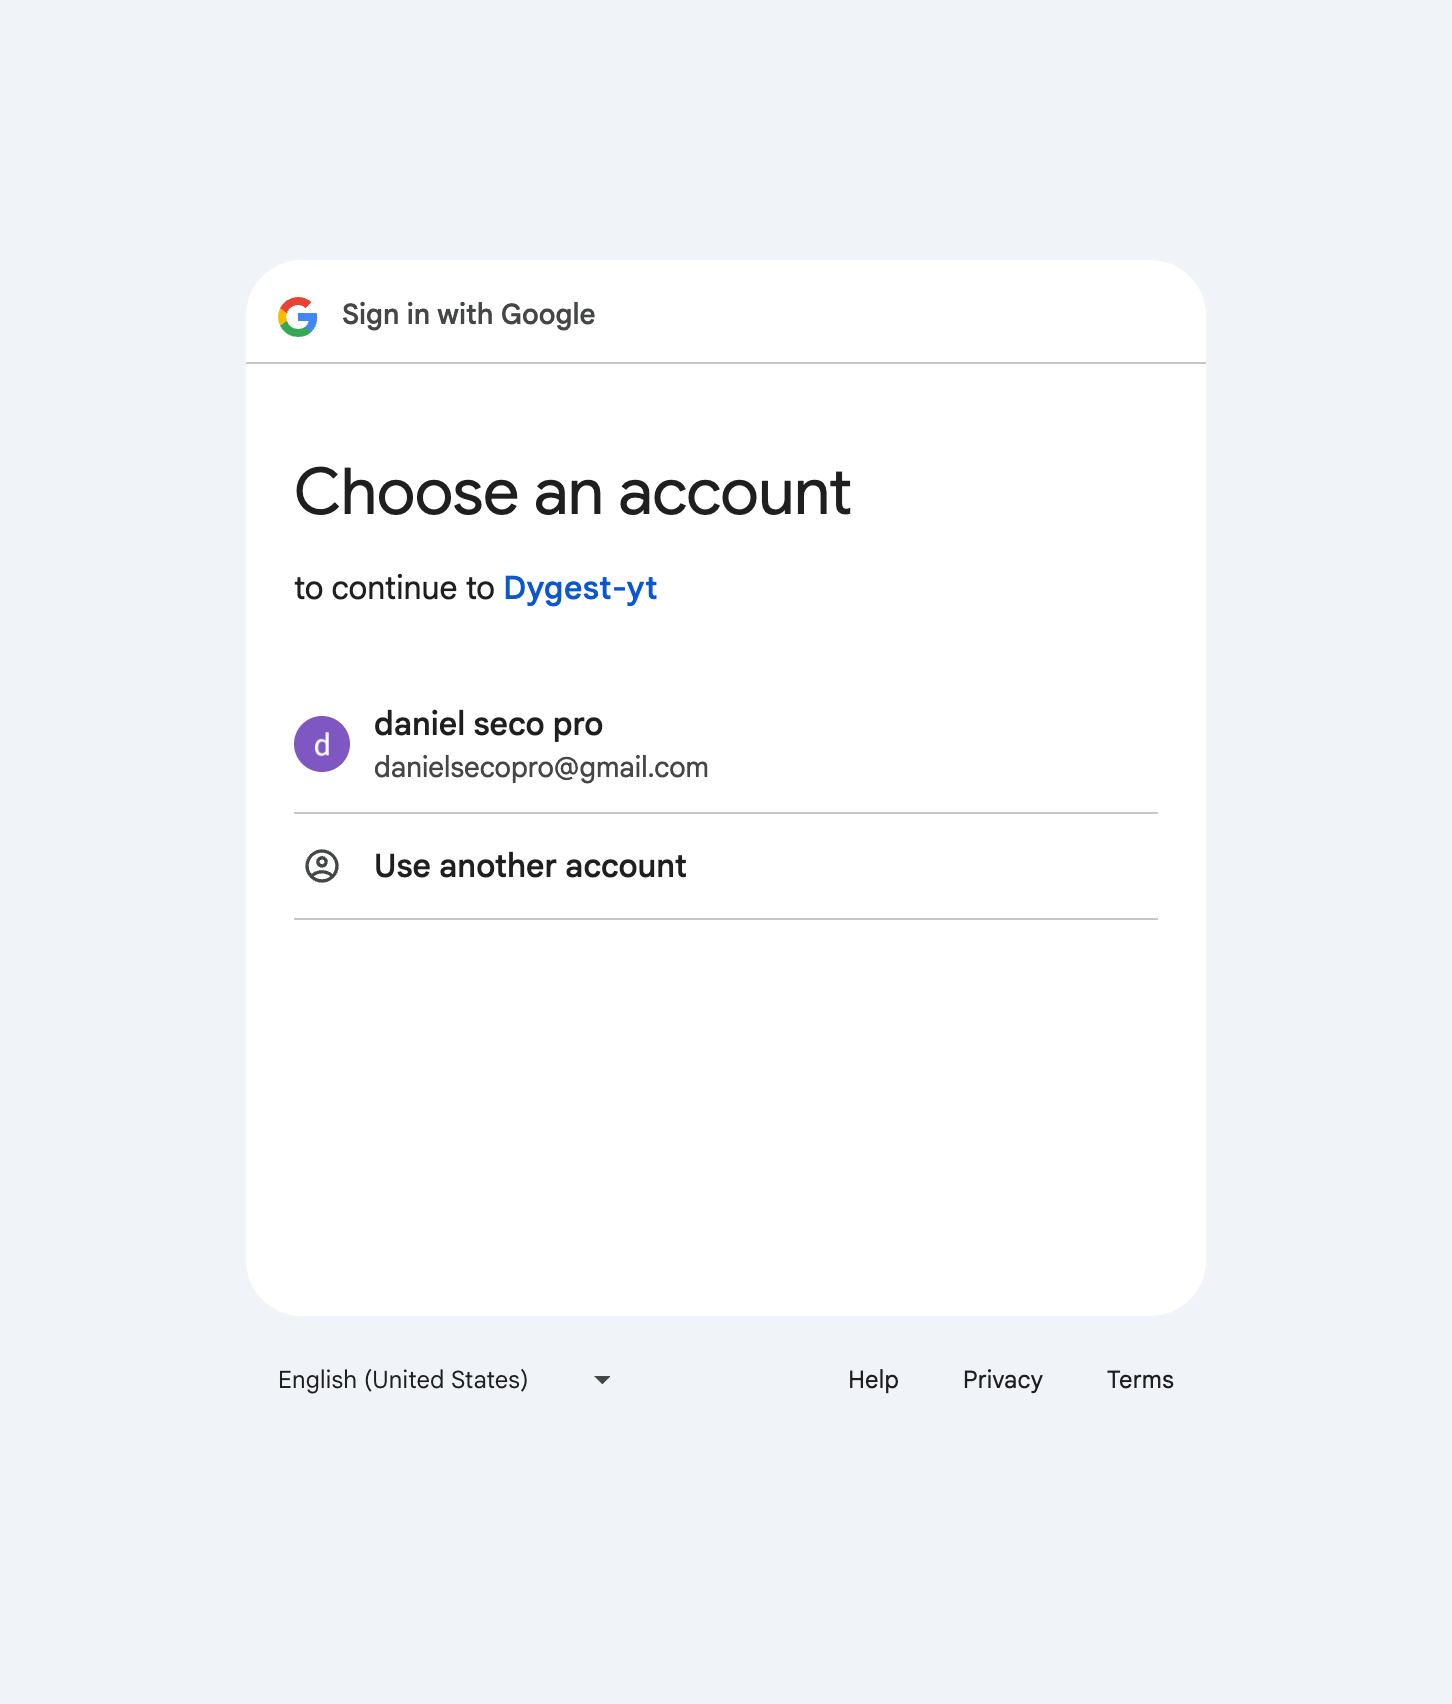 Sign in with Google
Choose an account
to continue to Dygest-yt
d
daniel seco pro
danielsecopro@gmail.com
Use another account
English (United States)
Help
Privacy
Terms